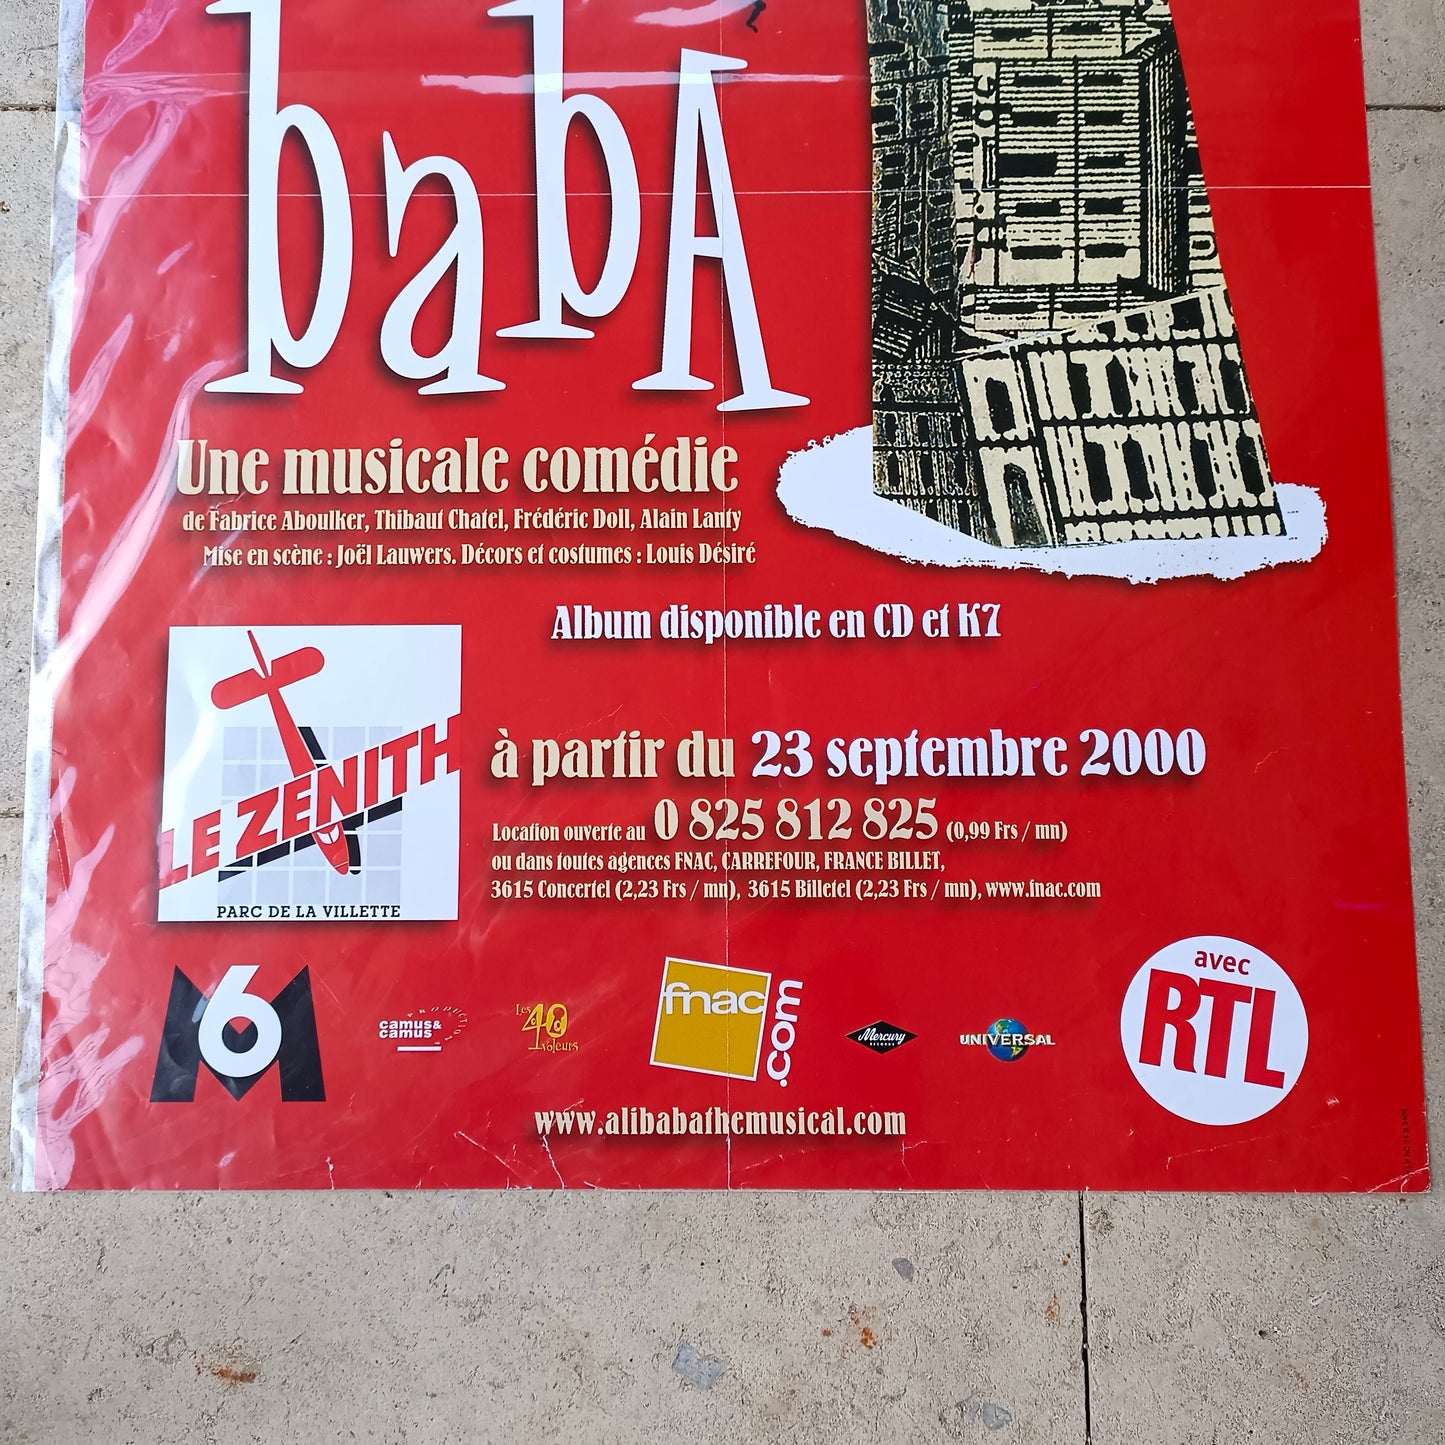 babA
Une musicale comédie
de Fabrice Aboulker, Thibaut Chatel, Frédéric Doll, Alain Lanty
Mise en scène : Joël Lauwers. Décors et costumes : Louis Désiré
Album disponible en CD et K7
LE ZENITH
PARC DE LA VILLETTE
à partir du 23 septembre 2000
Location ouverte au 0 825 812 825 (0,99 Frs / mn)
ou dans toutes agences FNAC, CARREFOUR, FRANCE BILLET,
3615 Concertel (2,23 Frs / mn), 3615 Billetel (2,23 Frs / mn), www.fnac.com
M6
camus&
camus
PRODUCTIONS
Les
40
voleurs
fnac
.com
Mercury
RECORDS
UNIVERSAL
avec
RTL
www.alibabathemusical.com